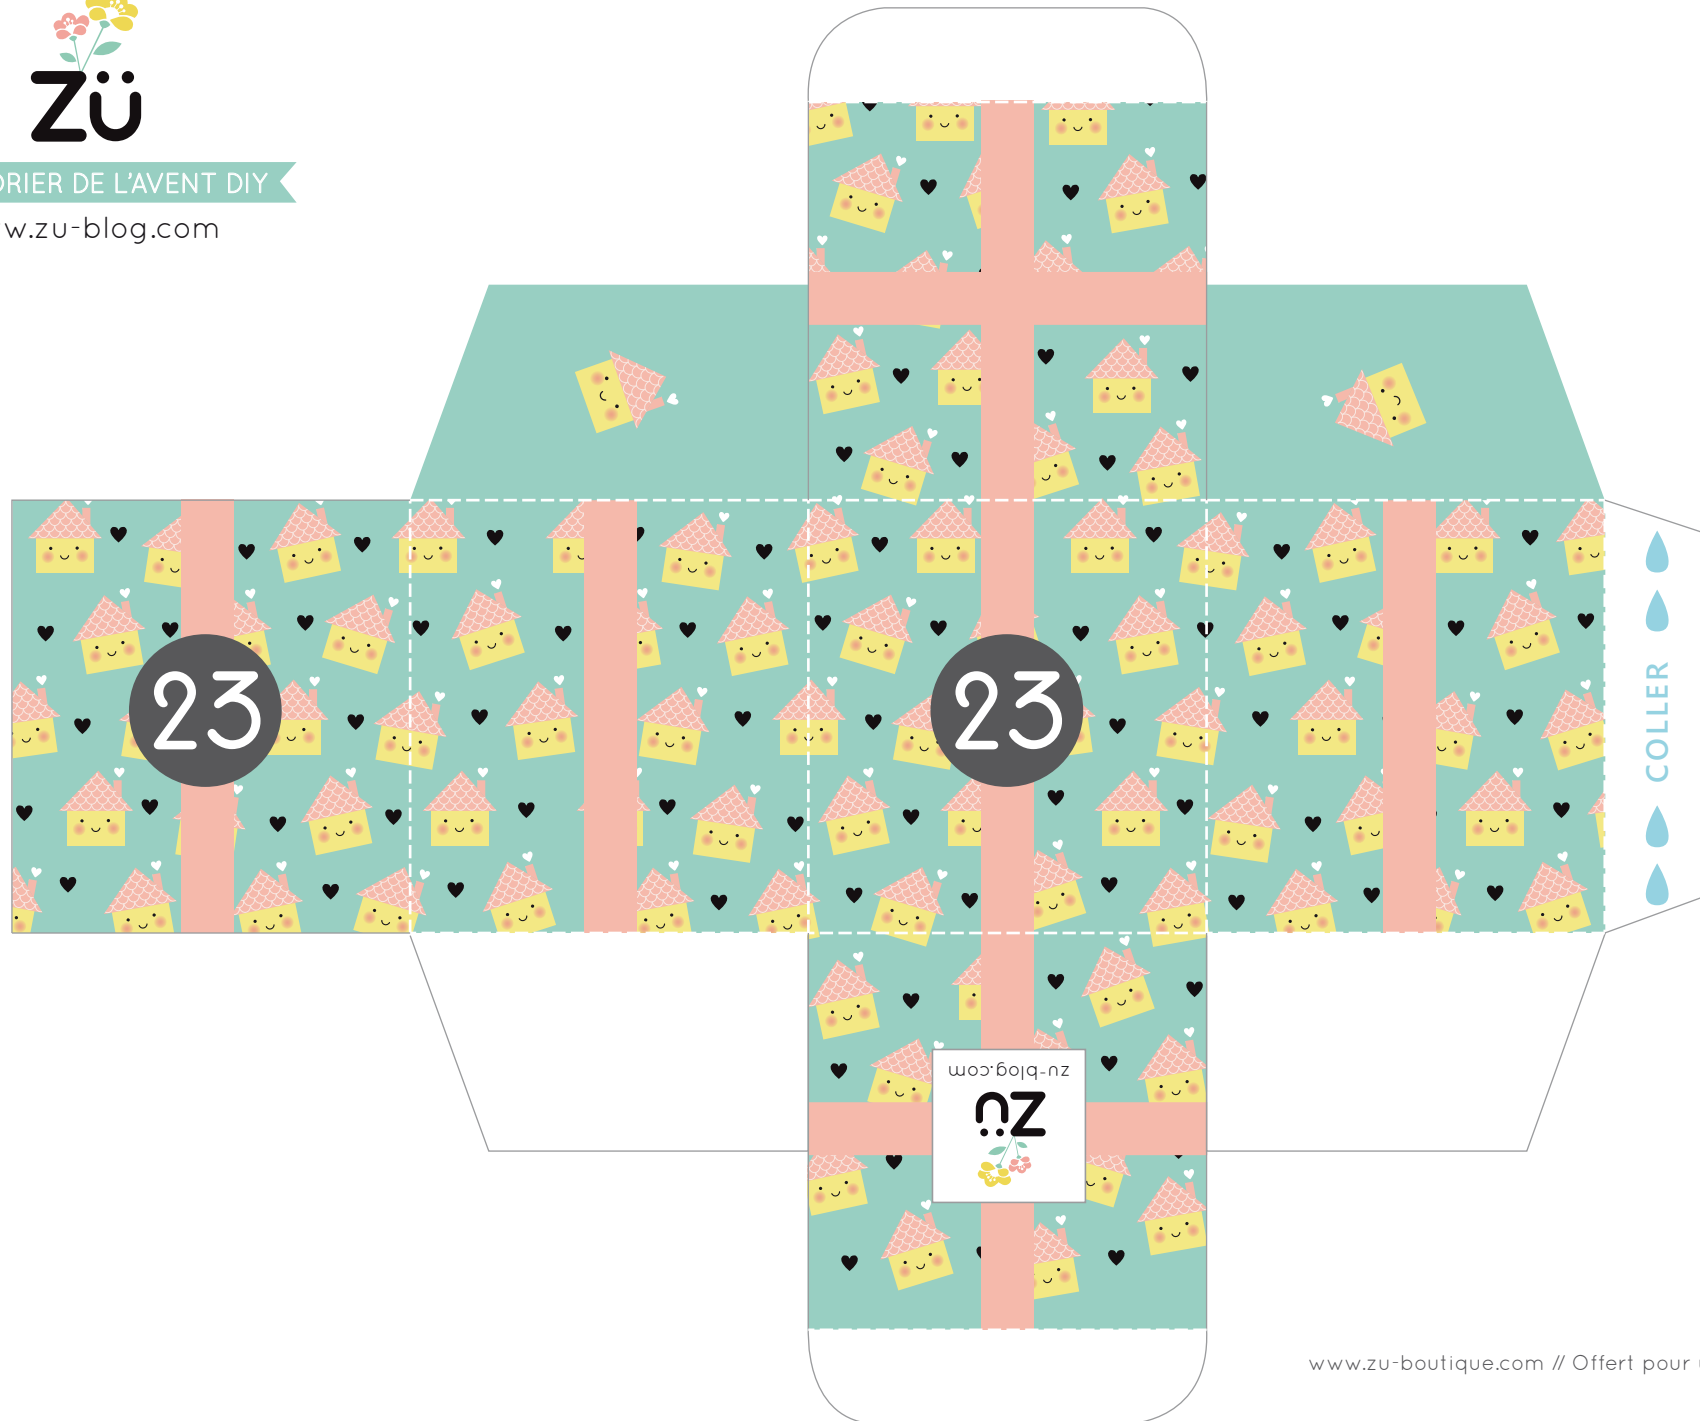 Zü
DRIER DE L'AVENT DIY
w.zu-blog.com
23
23
COLLER
zu-blog.com
Zü
www.zu-boutique.com // Offert pour